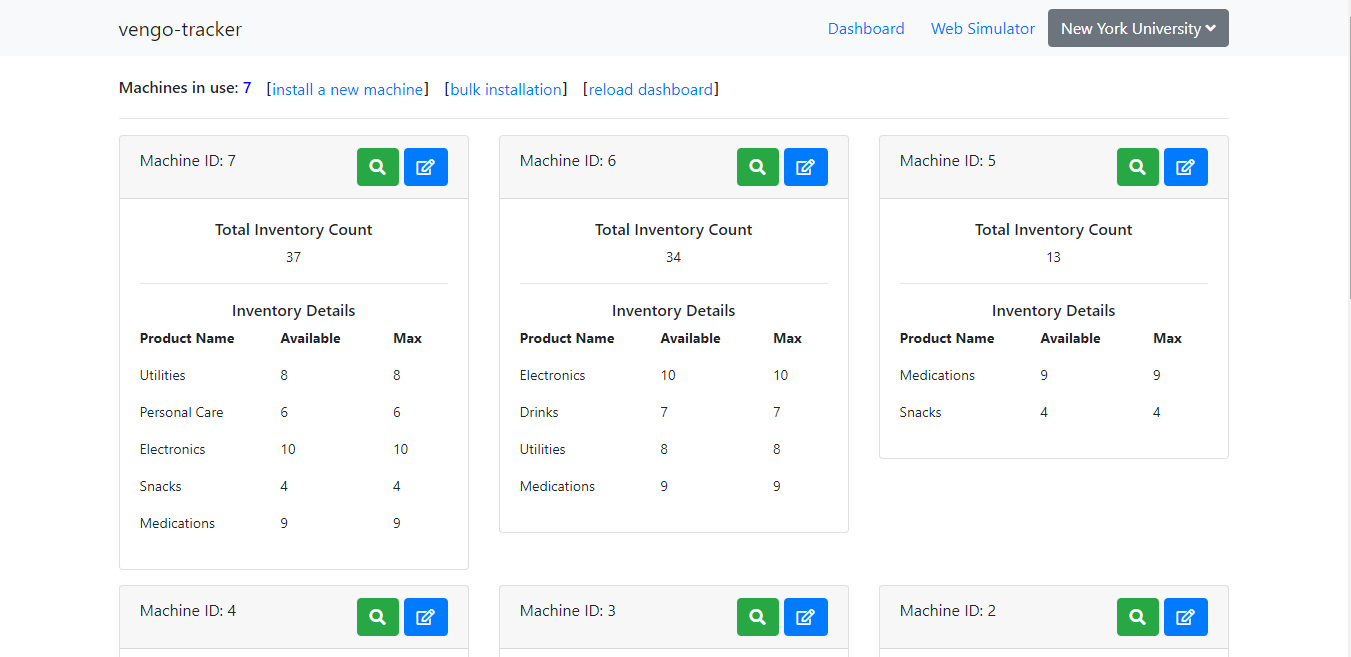 vengo-tracker Dashboard Web Simulator New York University
Machines in use: 7 [install a new machine] [bulk installation] [reload dashboard]
Machine ID: 7
Total Inventory Count
37
Inventory Details
Product Name Available Max
Utilities 8 8
Personal Care 6 6
Electronics 10 10
Snacks 4 4
Medications 9 9
Machine ID: 6
Total Inventory Count
34
Inventory Details
Product Name Available Max
Electronics 10 10
Drinks 7 7
Utilities 8 8
Medications 9 9
Machine ID: 5
Total Inventory Count
13
Inventory Details
Product Name Available Max
Medications 9 9
Snacks 4 4
Machine ID: 4
Machine ID: 3
Machine ID: 2